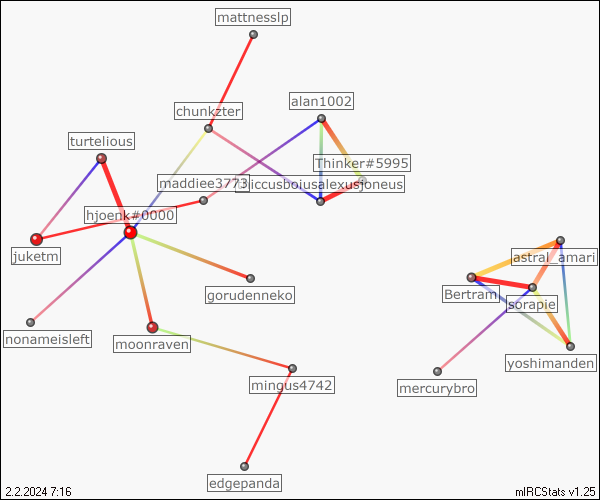 mattnesslp
alan1002
chunkzter
turtelious
Thinker#5995
maddiee3773
hjoenk#0000
juketm
astral_amari
gorudenneko
Bertram
sorapie
nonameisleft
moonraven
yoshimanden
mingus4742
mercurybro
edgepanda
2.2.2024 7:16
mIRCStats v1.25